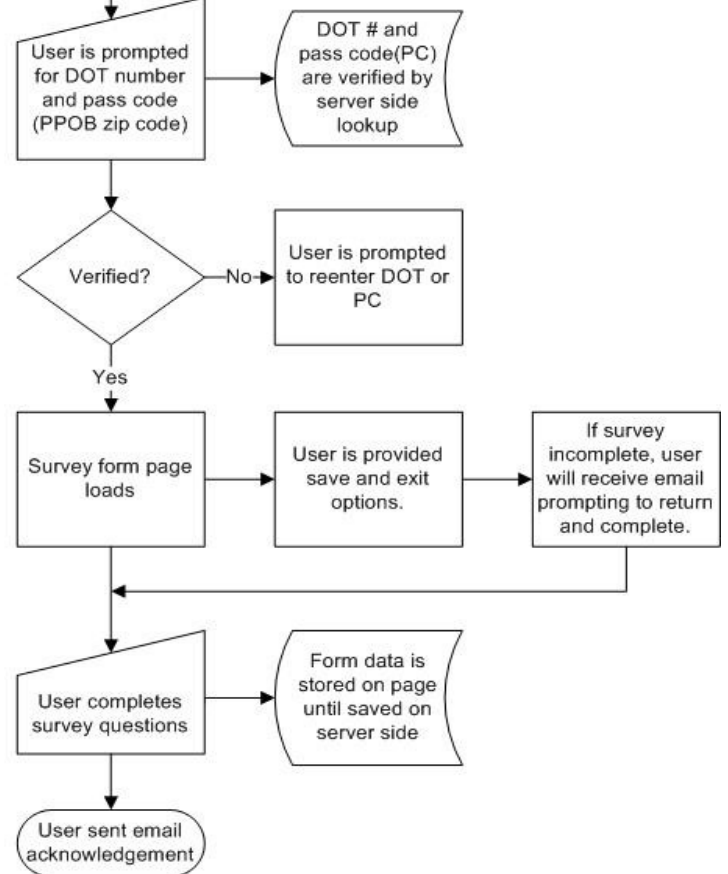 User is prompted
for DOT number
and pass code
(PPOB zip code)
DOT # and
pass code(PC)
are verified by
server side
lookup
Verified?
No
User is prompted
to reenter DOT or
PC
Yes
Survey form page
loads
User is provided
save and exit
options.
If survey
incomplete, user
will receive email
prompting to return
and complete.
User completes
survey questions
Form data is
stored on page
until saved on
server side
User sent email
acknowledgement